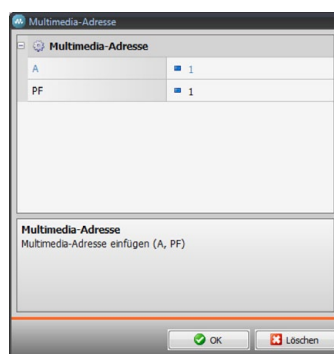 Multimedia-Adresse
Multimedia-Adresse
A 1
PF 1
Multimedia-Adresse
Multimedia-Adresse einfügen (A, PF)
OK Löschen